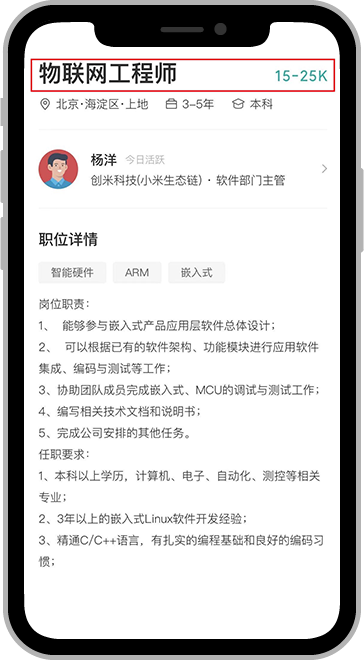 物联网工程师 15-25K
北京·海淀区·上地 3-5年 本科
杨洋 今日活跃
创米科技(小米生态链)·软件部门主管
职位详情
智能硬件 ARM 嵌入式
岗位职责：
1、 能够参与嵌入式产品应用层软件总体设计；
2、 可以根据已有的软件架构、功能模块进行应用软件
集成、编码与测试等工作；
3、协助团队成员完成嵌入式、MCU的调试与测试工作；
4、编写相关技术文档和说明书；
5、完成公司安排的其他任务。
任职要求：
1、本科以上学历，计算机、电子、自动化、测控等相关
专业；
2、3年以上的嵌入式Linux软件开发经验；
3、精通C/C++语言，有扎实的编程基础和良好的编码习
惯；